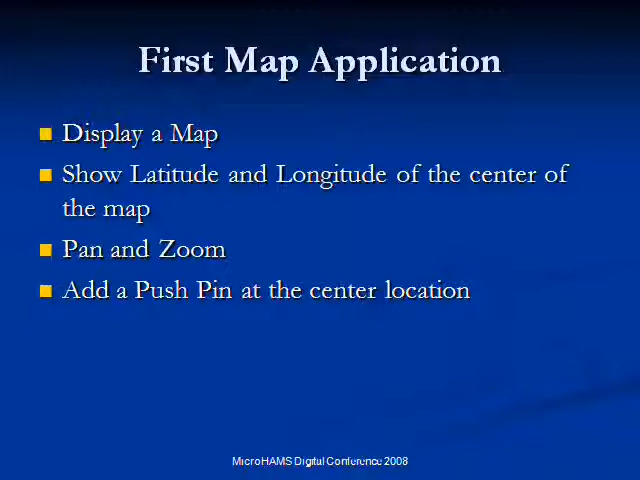 First Map Application
Display a Map
Show Latitude and Longitude of the center of
the map
Pan and Zoom
Add a Push Pin at the center location
MicroHAMS Digital Conference 2008